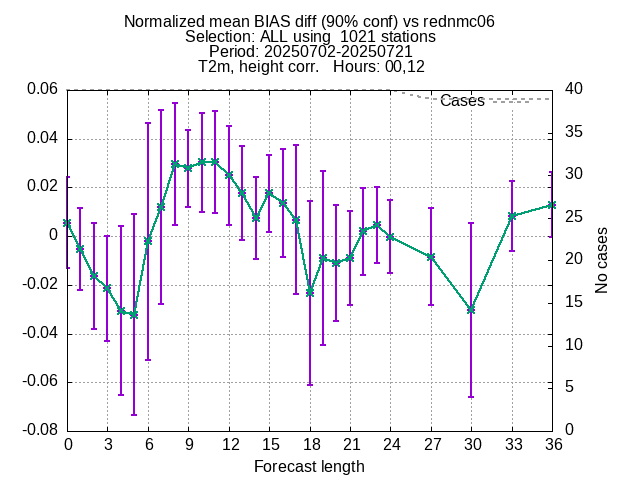 Normalized mean BIAS diff (90% conf) vs rednmc06
Selection: ALL using  1021 stations
Period: 20250702-20250721
T2m, height corr.   Hours: 00,12
Cases
0.06
0.04
0.02
0
-0.02
-0.04
-0.06
-0.08
40
35
30
25
20
15
10
5
0
No cases
0 3 6 9 12 15 18 21 24 27 30 33 36
Forecast length